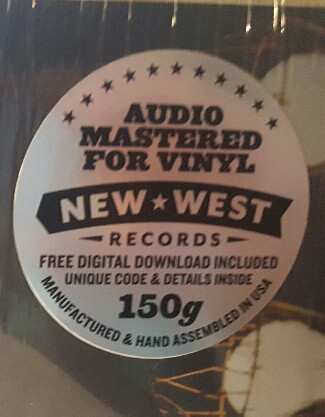 AUDIO
MASTERED
FOR VINYL
NEW★WEST
RECORDS
FREE DIGITAL DOWNLOAD INCLUDED
UNIQUE CODE & DETAILS INSIDE
150g
MANUFACTURED & HAND ASSEMBLED IN USA